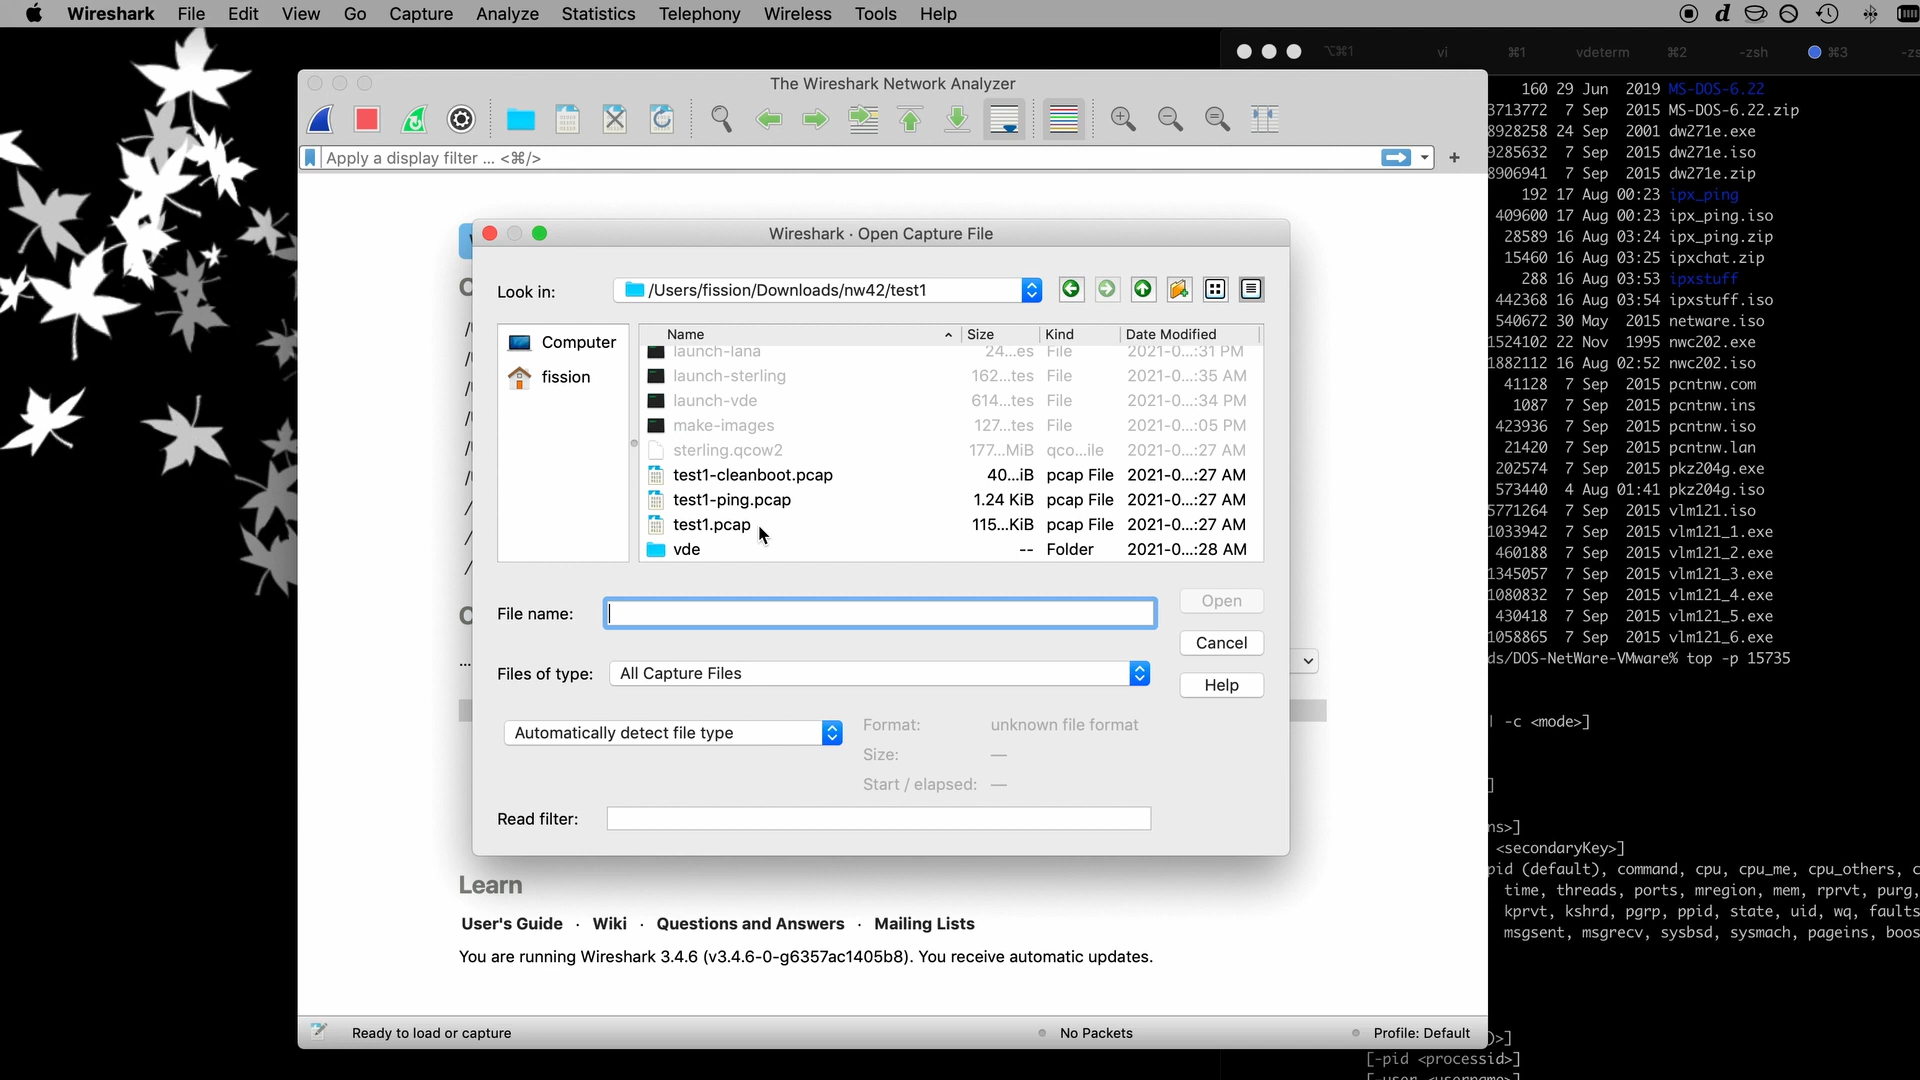 Wireshark File Edit View Go Capture Analyze Statistics Telephony Wireless Tools Help
⌥⌘1 vi ⌘1 vdeterm ⌘2 -zsh ⌘3
The Wireshark Network Analyzer
Apply a display filter ... <⌘/>
Wireshark · Open Capture File
Look in: /Users/fission/Downloads/nw42/test1
Computer
fission
Name Size Kind Date Modified
launch-lana 24...es File 2021-0...:31 PM
launch-sterling 162...tes File 2021-0...:35 AM
launch-vde 614...tes File 2021-0...:34 PM
make-images 127...tes File 2021-0...:05 PM
sterling.qcow2 177...MiB qco...ile 2021-0...:27 AM
test1-cleanboot.pcap 40...iB pcap File 2021-0...:27 AM
test1-ping.pcap 1.24 KiB pcap File 2021-0...:27 AM
test1.pcap 115...KiB pcap File 2021-0...:27 AM
vde -- Folder 2021-0...:28 AM
File name:
Open
Cancel
Files of type: All Capture Files
Help
Automatically detect file type
Format: unknown file format
Size: —
Start / elapsed: —
Read filter:
Learn
User's Guide · Wiki · Questions and Answers · Mailing Lists
You are running Wireshark 3.4.6 (v3.4.6-0-g6357ac1405b8). You receive automatic updates.
Ready to load or capture No Packets Profile: Default
160 29 Jun 2019 MS-DOS-6.22
3713772 7 Sep 2015 MS-DOS-6.22.zip
8928258 24 Sep 2001 dw271e.exe
9285632 7 Sep 2015 dw271e.iso
8906941 7 Sep 2015 dw271e.zip
192 17 Aug 00:23 ipx_ping
409600 17 Aug 00:23 ipx_ping.iso
28589 16 Aug 03:24 ipx_ping.zip
15460 16 Aug 03:25 ipxchat.zip
288 16 Aug 03:53 ipxstuff
442368 16 Aug 03:54 ipxstuff.iso
540672 30 May 2015 netware.iso
1524102 22 Nov 1995 nwc202.exe
1882112 16 Aug 02:52 nwc202.iso
41128 7 Sep 2015 pcntnw.com
1087 7 Sep 2015 pcntnw.ins
423936 7 Sep 2015 pcntnw.iso
21420 7 Sep 2015 pcntnw.lan
202574 7 Sep 2015 pkz204g.exe
573440 4 Aug 01:41 pkz204g.iso
5771264 7 Sep 2015 vlm121.iso
1033942 7 Sep 2015 vlm121_1.exe
460188 7 Sep 2015 vlm121_2.exe
1345057 7 Sep 2015 vlm121_3.exe
1080832 7 Sep 2015 vlm121_4.exe
430418 7 Sep 2015 vlm121_5.exe
1058865 7 Sep 2015 vlm121_6.exe
ds/DOS-NetWare-VMware% top -p 15735
-c <mode>]
]
ns>]
<secondaryKey>]
pid (default), command, cpu, cpu_me, cpu_others, c
time, threads, ports, mregion, mem, rprvt, purg,
kprvt, kshrd, pgrp, ppid, state, uid, wq, faults
msgsent, msgrecv, sysbsd, sysmach, pageins, boos
)>]
[-pid <processid>]
[-user <username>]